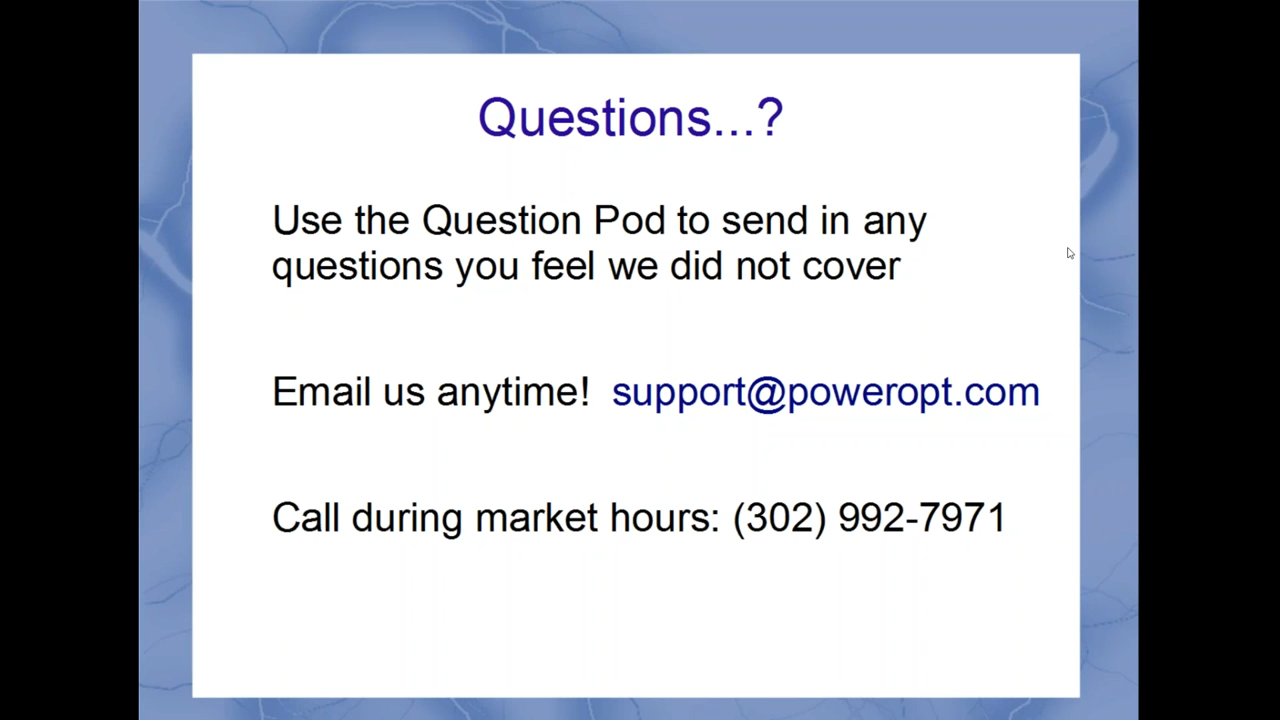 Questions...?
Use the Question Pod to send in any
questions you feel we did not cover
Email us anytime!  support@poweropt.com
Call during market hours: (302) 992-7971